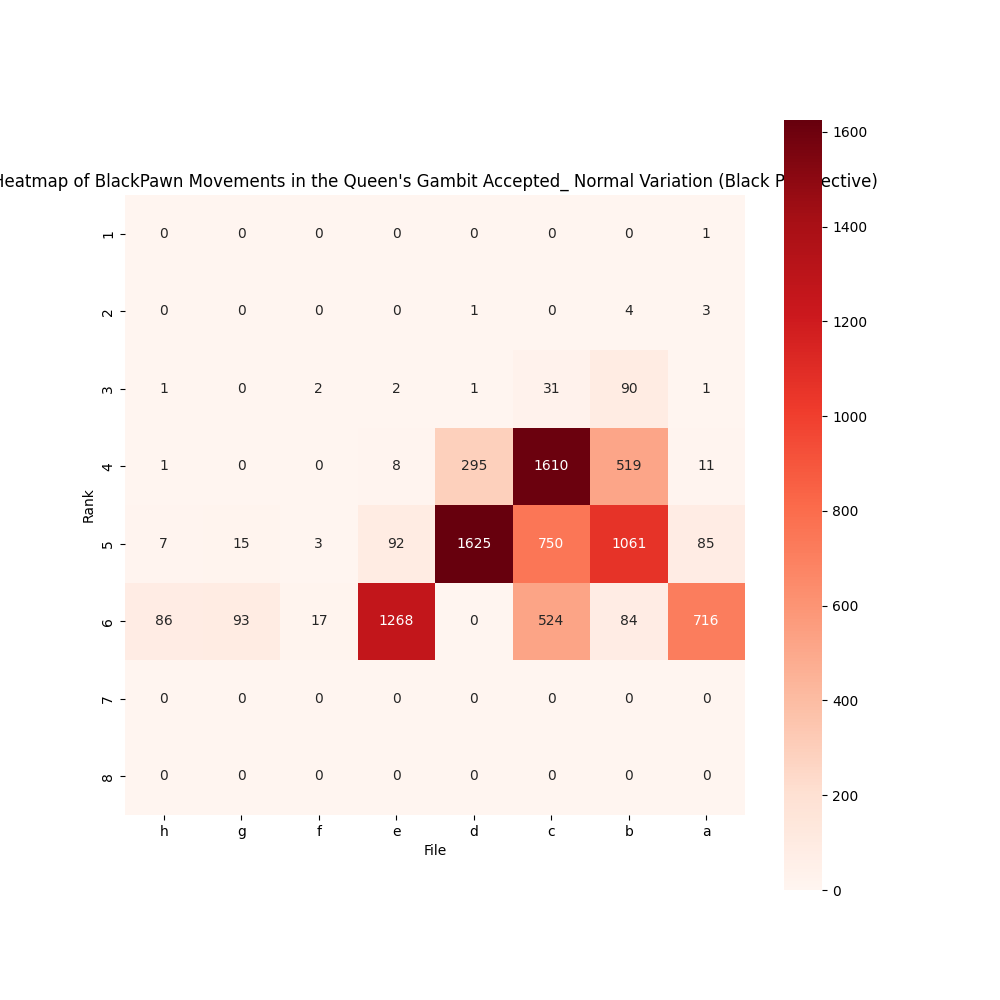 Heatmap of BlackPawn Movements in the Queen's Gambit Accepted_ Normal Variation (Black P ective)
1600
1400
1200
1000
800
600
400
200
0
Rank
1 0 0 0 0 0 0 0 1
2 0 0 0 0 1 0 4 3
3 1 0 2 2 1 31 90 1
4 1 0 0 8 295 1610 519 11
5 7 15 3 92 1625 750 1061 85
6 86 93 17 1268 0 524 84 716
7 0 0 0 0 0 0 0 0
8 0 0 0 0 0 0 0 0
h g f e d c b a
File